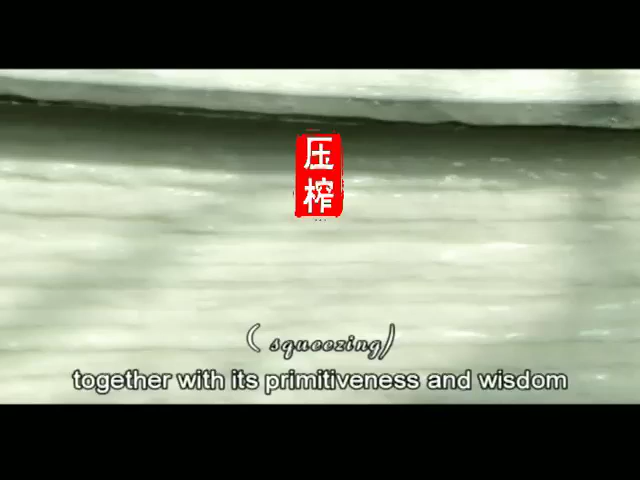 压
榨
( squeezing)
together with its primitiveness and wisdom